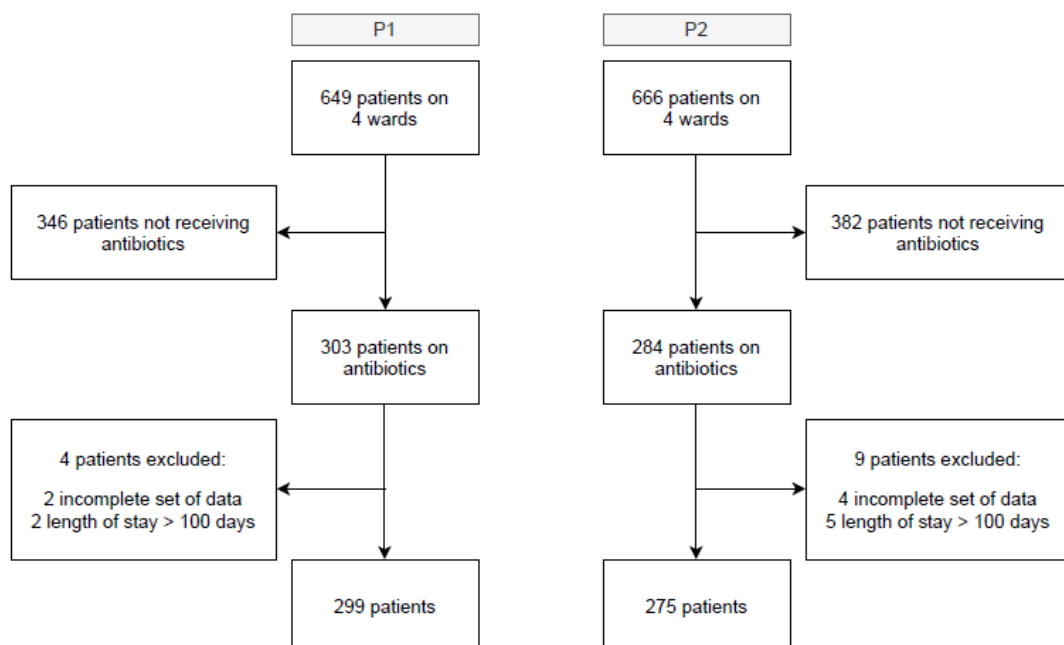 P1
P2
649 patients on
4 wards
666 patients on
4 wards
346 patients not receiving
antibiotics
382 patients not receiving
antibiotics
303 patients on
antibiotics
284 patients on
antibiotics
4 patients excluded:
2 incomplete set of data
2 length of stay > 100 days
9 patients excluded:
4 incomplete set of data
5 length of stay > 100 days
299 patients
275 patients